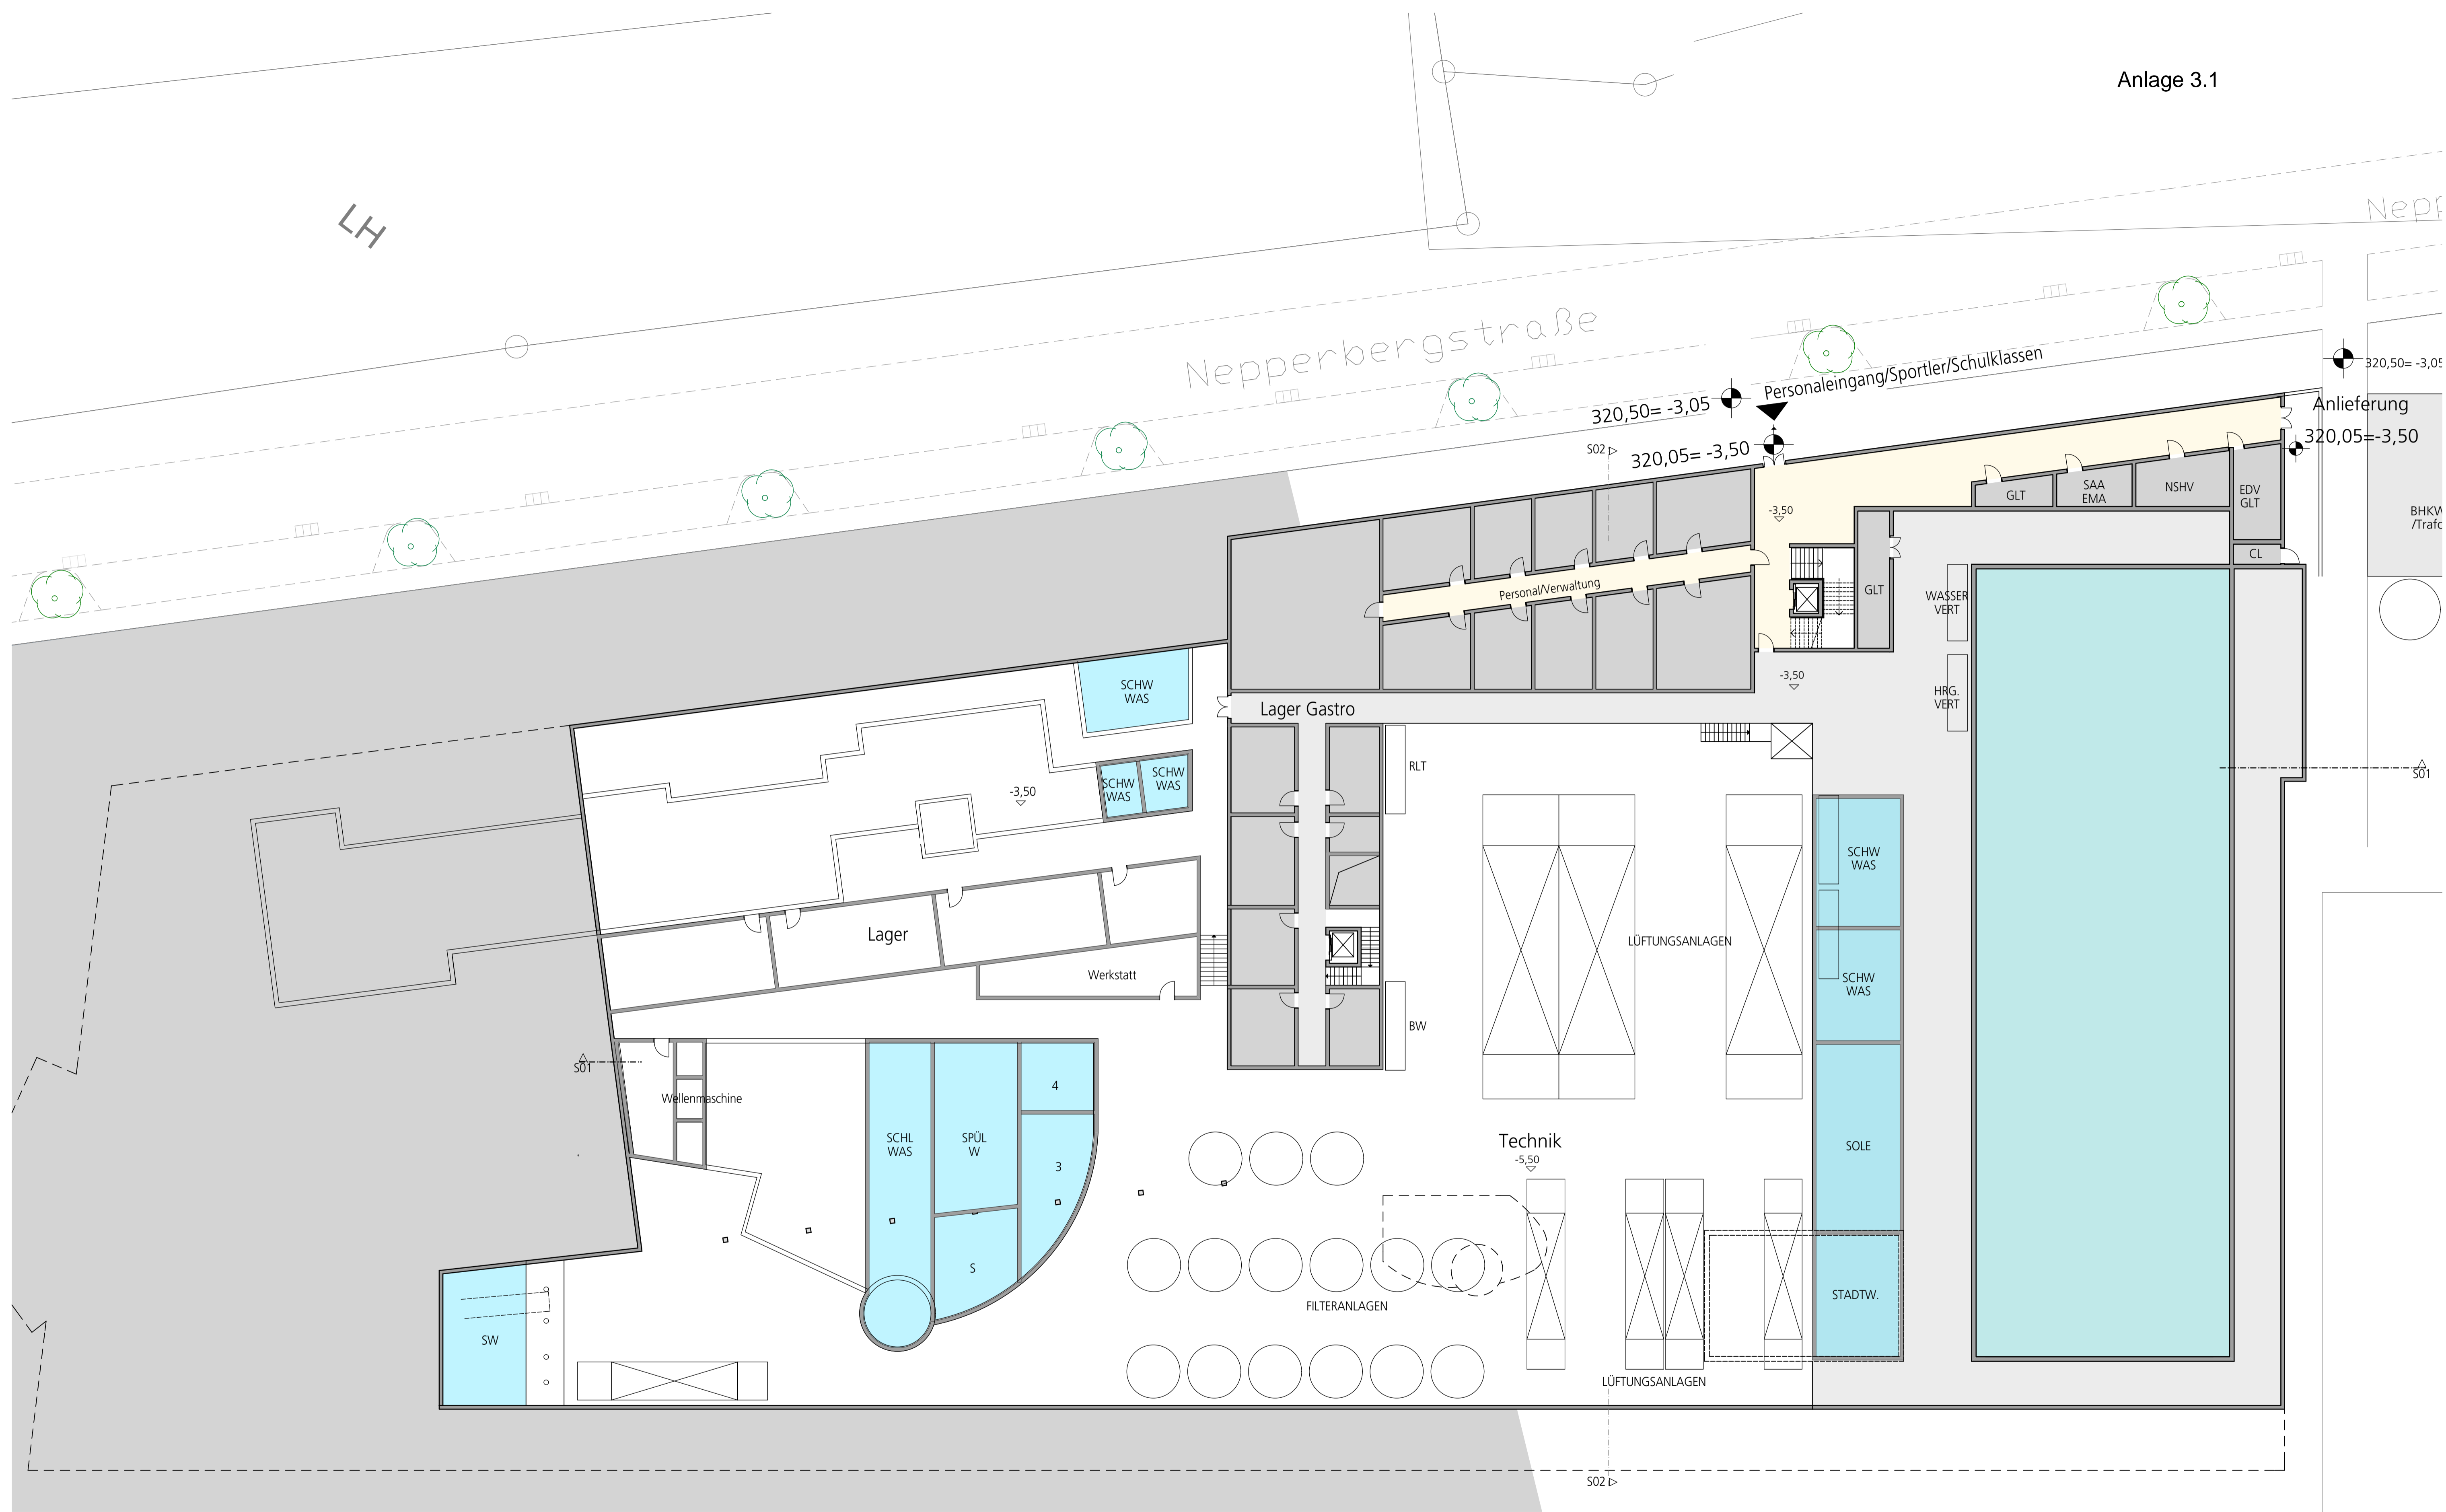 Anlage 3.1
LH
Nepp
Nepperbergstraße
Personaleingang/Sportler/Schulklassen
320,50= -3,05
320,50= -3,05
Anlieferung
320,05=-3,50
S02
320,05= -3,50
GLT
SAA
EMA
NSHV
EDV
GLT
BHKW
/Trafo
-3,50
CL
Personal/Verwaltung
GLT
WASSER
VERT
-3,50
HRG.
VERT
SCHW
WAS
Lager Gastro
RLT
SCHW
WAS
SCHW
WAS
-3,50
S01
SCHW
WAS
Lager
LÜFTUNGSANLAGEN
Werkstatt
SCHW
WAS
BW
S01
Wellenmaschine
4
SCHL
WAS
SPÜL
W
3
Technik
-5,50
SOLE
S
STADTW.
FILTERANLAGEN
SW
LÜFTUNGSANLAGEN
S02